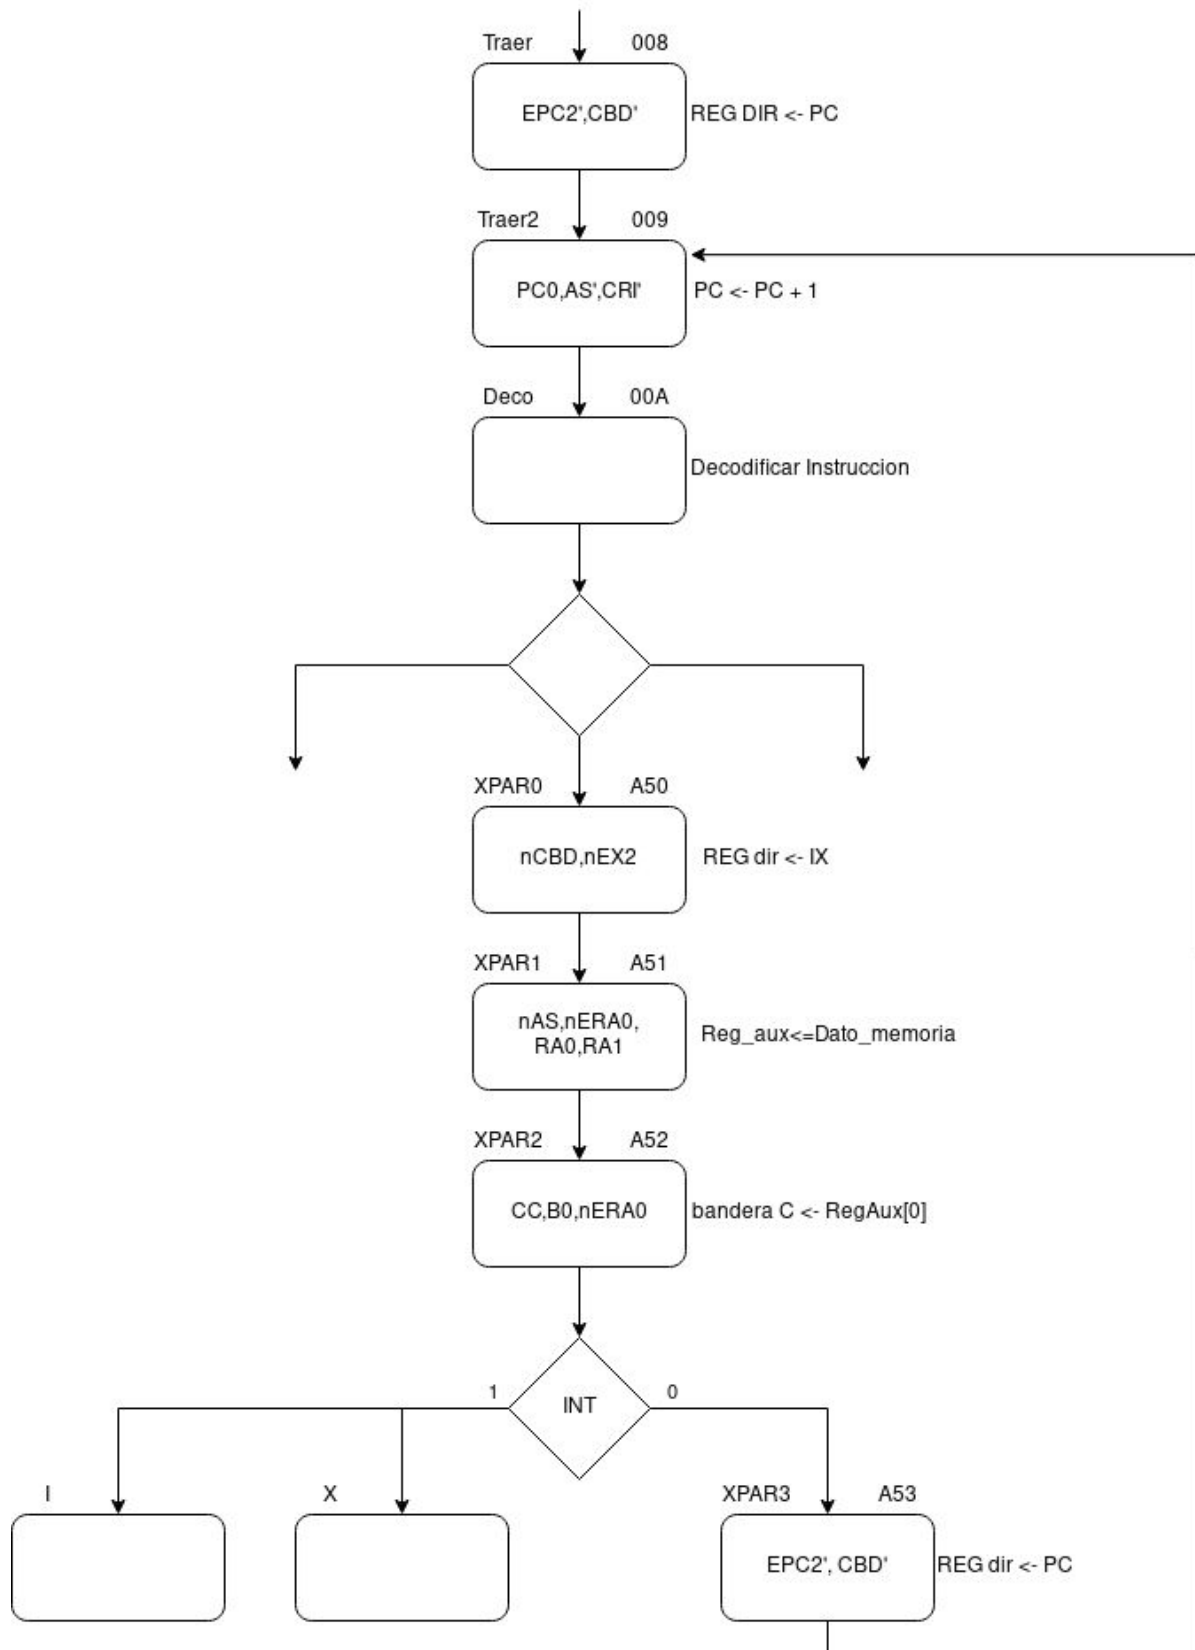 Traer 008
EPC2',CBD' REG DIR <- PC
Traer2 009
PC0,AS',CRI' PC <- PC + 1
Deco 00A
Decodificar Instruccion
XPAR0 A50
nCBD,nEX2 REG dir <- IX
XPAR1 A51
nAS,nERA0,
RA0,RA1
Reg_aux<=Dato_memoria
XPAR2 A52
CC,B0,nERA0 bandera C <- RegAux[0]
1 INT 0
I X XPAR3 A53
EPC2', CBD' REG dir <- PC